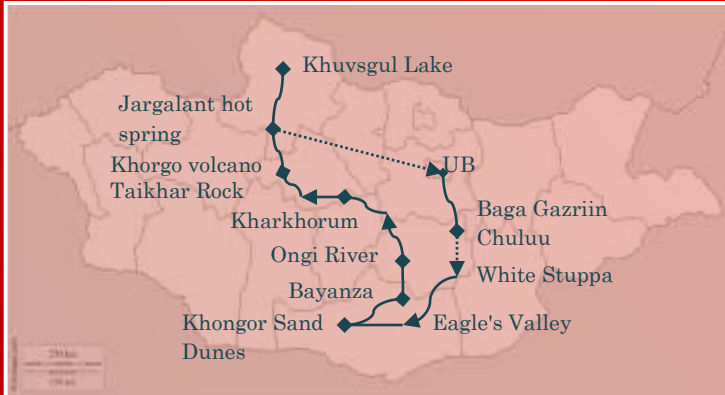 Khuvsgul Lake
Jargalant hot
spring
Khorgo volcano
Taikhar Rock
UB
Kharkhorum
Baga Gazriin
Chuluu
Ongi River
White Stuppa
Bayanza
Khongor Sand
Dunes
Eagle's Valley